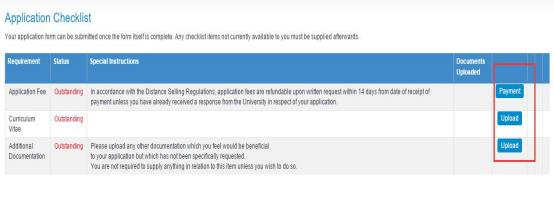 Application Checklist
Your application form can be submitted once the form itself is complete. Any checklist items not currently available to you must be supplied afterwards.
Requirement Status Special Instructions Documents
Uploaded
Application Fee Outstanding In accordance with the Distance Selling Regulations, application fees are refundable upon written request within 14 days from date of receipt of Payment
payment unless you have already received a response from the University in respect of your application.
Curriculum Outstanding Upload
Vitae
Additional Outstanding Please upload any other documentation which you feel would be beneficial Upload
Documentation to your application but which has not been specifically requested.
You are not required to supply anything in relation to this item unless you wish to do so.